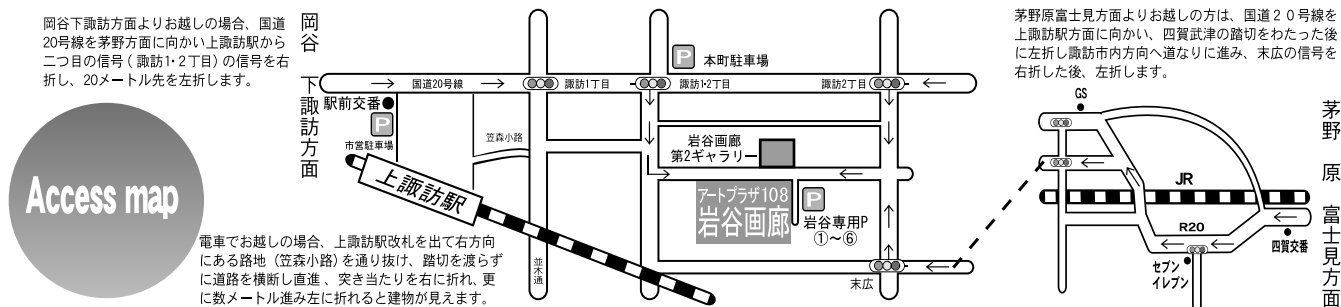 岡谷下諏訪方面よりお越しの場合、国道
20号線を茅野方面に向かい上諏訪駅から
二つ目の信号(諏訪1・2丁目)の信号を右
折し、20メートル先を左折します。
岡谷 下諏訪方面
Access map
国道20号線
諏訪1丁目
P
本町駐車場
諏訪1・2丁目
諏訪2丁目
駅前交番
P
市営駐車場
笠森小路
上諏訪駅
岩谷画廊
第2ギャラリー
アートプラザ108
岩谷画廊
P
岩谷専用P
①~⑥
並木通
末広
電車でお越しの場合、上諏訪駅改札を出て右方向
にある路地(笠森小路)を通り抜け、踏切を渡らず
に道路を横断し直進、突き当たりを右に折れ、更
に数メートル進み左に折れると建物が見えます。
茅野原富士見方面よりお越しの方は、国道20号線を
上諏訪駅方面に向かい、四賀武津の踏切をわたった後
に左折し諏訪市内方向へ道なりに進み、末広の信号を
右折した後、左折します。
GS
JR
R20
四賀交番
セブン
イレブン
茅野 原 富士見方面